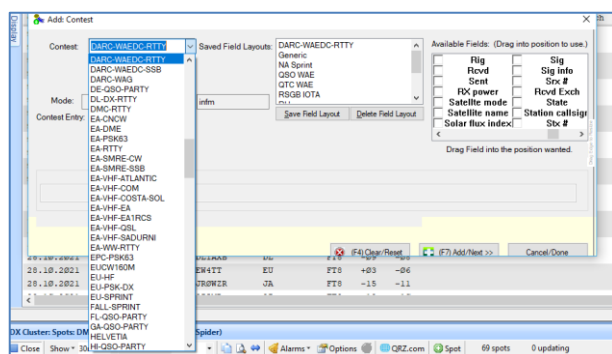 Display
Add: Contest
Contest: DARC-WAEDC-RTTY Saved Field Layouts:
DARC-WAEDC-RTTY
DARC-WAEDC-SSB
DARC-WAG
DE-QSO-PARTY
DL-DX-RTTY
DMC-RTTY
EA-CNCW
EA-DME
EA-PSK63
EA-RTTY
EA-SMRE-CW
EA-SMRE-SSB
EA-VHF-ATLANTIC
EA-VHF-COM
EA-VHF-COSTA-SOL
EA-VHF-EA
EA-VHF-EA1RCS
EA-VHF-QSL
EA-VHF-SADURNI
EA-WW-RTTY
EPC-PSK63
EUCW160M
EU-HF
EU-PSK-DX
EU-SPRINT
FALL-SPRINT
FL-QSO-PARTY
GA-QSO-PARTY
HELVETIA
HI-QSO-PARTY
DARC-WAEDC-RTTY
Generic
NA Sprint
QSO WAE
QTC WAE
RSGB IOTA
Mode: infm
Contest Entry:
Save Field Layout Delete Field Layout
Available Fields: (Drag into position to use.)
Rig Sig
Rcvd Sig info
Sent Srx #
RX power Rcvd Exch
Satellite mode State
Satellite name Station callsign
Solar flux index Stx #
Drag Field into the position wanted.
(F4) Clear/Reset (F7) Add/Next >> Cancel/Done
28.10.2021 EW4TT EU FT8 +03 -06
28.10.2021 JR0WZR JA FT8 -15 -11
DX Cluster: Spots: Spider)
Close Show Alarms Options QRZ.com Spot 69 spots 0 updating